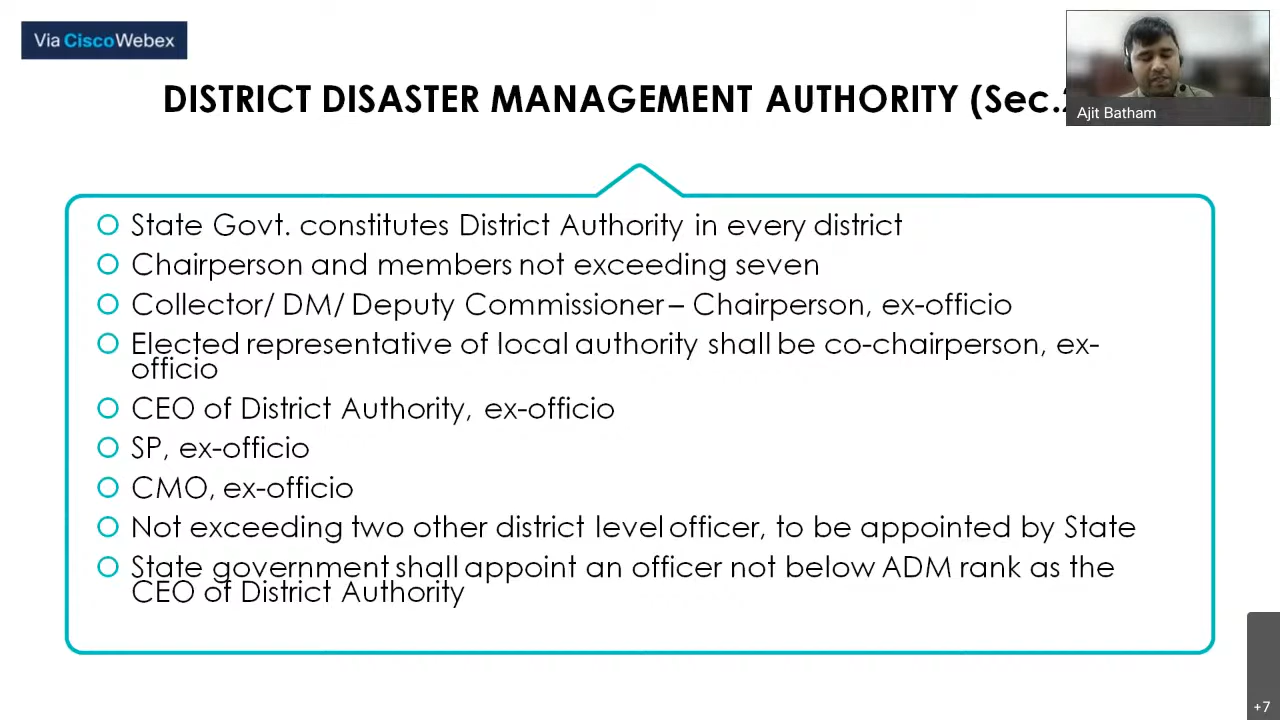 Via CiscoWebex
DISTRICT DISASTER MANAGEMENT AUTHORITY (Sec.
Ajit Batham
State Govt. constitutes District Authority in every district
Chairperson and members not exceeding seven
Collector/ DM/ Deputy Commissioner – Chairperson, ex-officio
Elected representative of local authority shall be co-chairperson, ex-
officio
CEO of District Authority, ex-officio
SP, ex-officio
CMO, ex-officio
Not exceeding two other district level officer, to be appointed by State
State government shall appoint an officer not below ADM rank as the
CEO of District Authority
+7